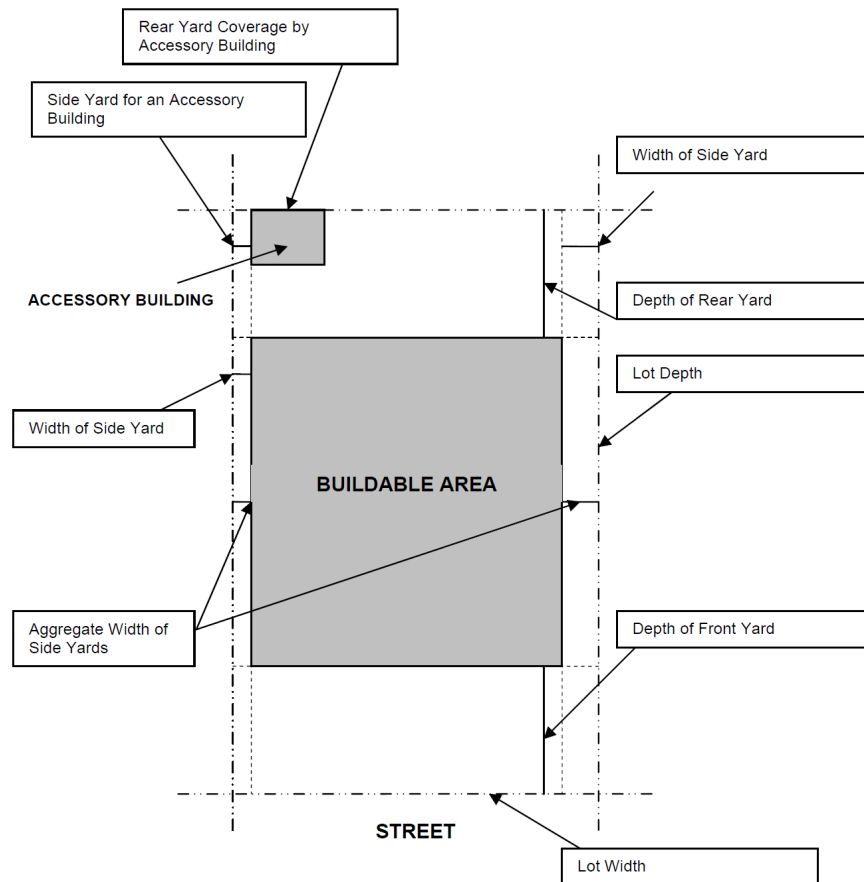 Rear Yard Coverage by
Accessory Building
Side Yard for an Accessory
Building
Width of Side Yard
ACCESSORY BUILDING
Depth of Rear Yard
Lot Depth
Width of Side Yard
BUILDABLE AREA
Aggregate Width of
Side Yards
Depth of Front Yard
STREET
Lot Width